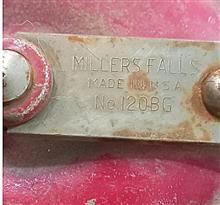 MILLERS FALLS
MADE IN U.S.A
No 120BG